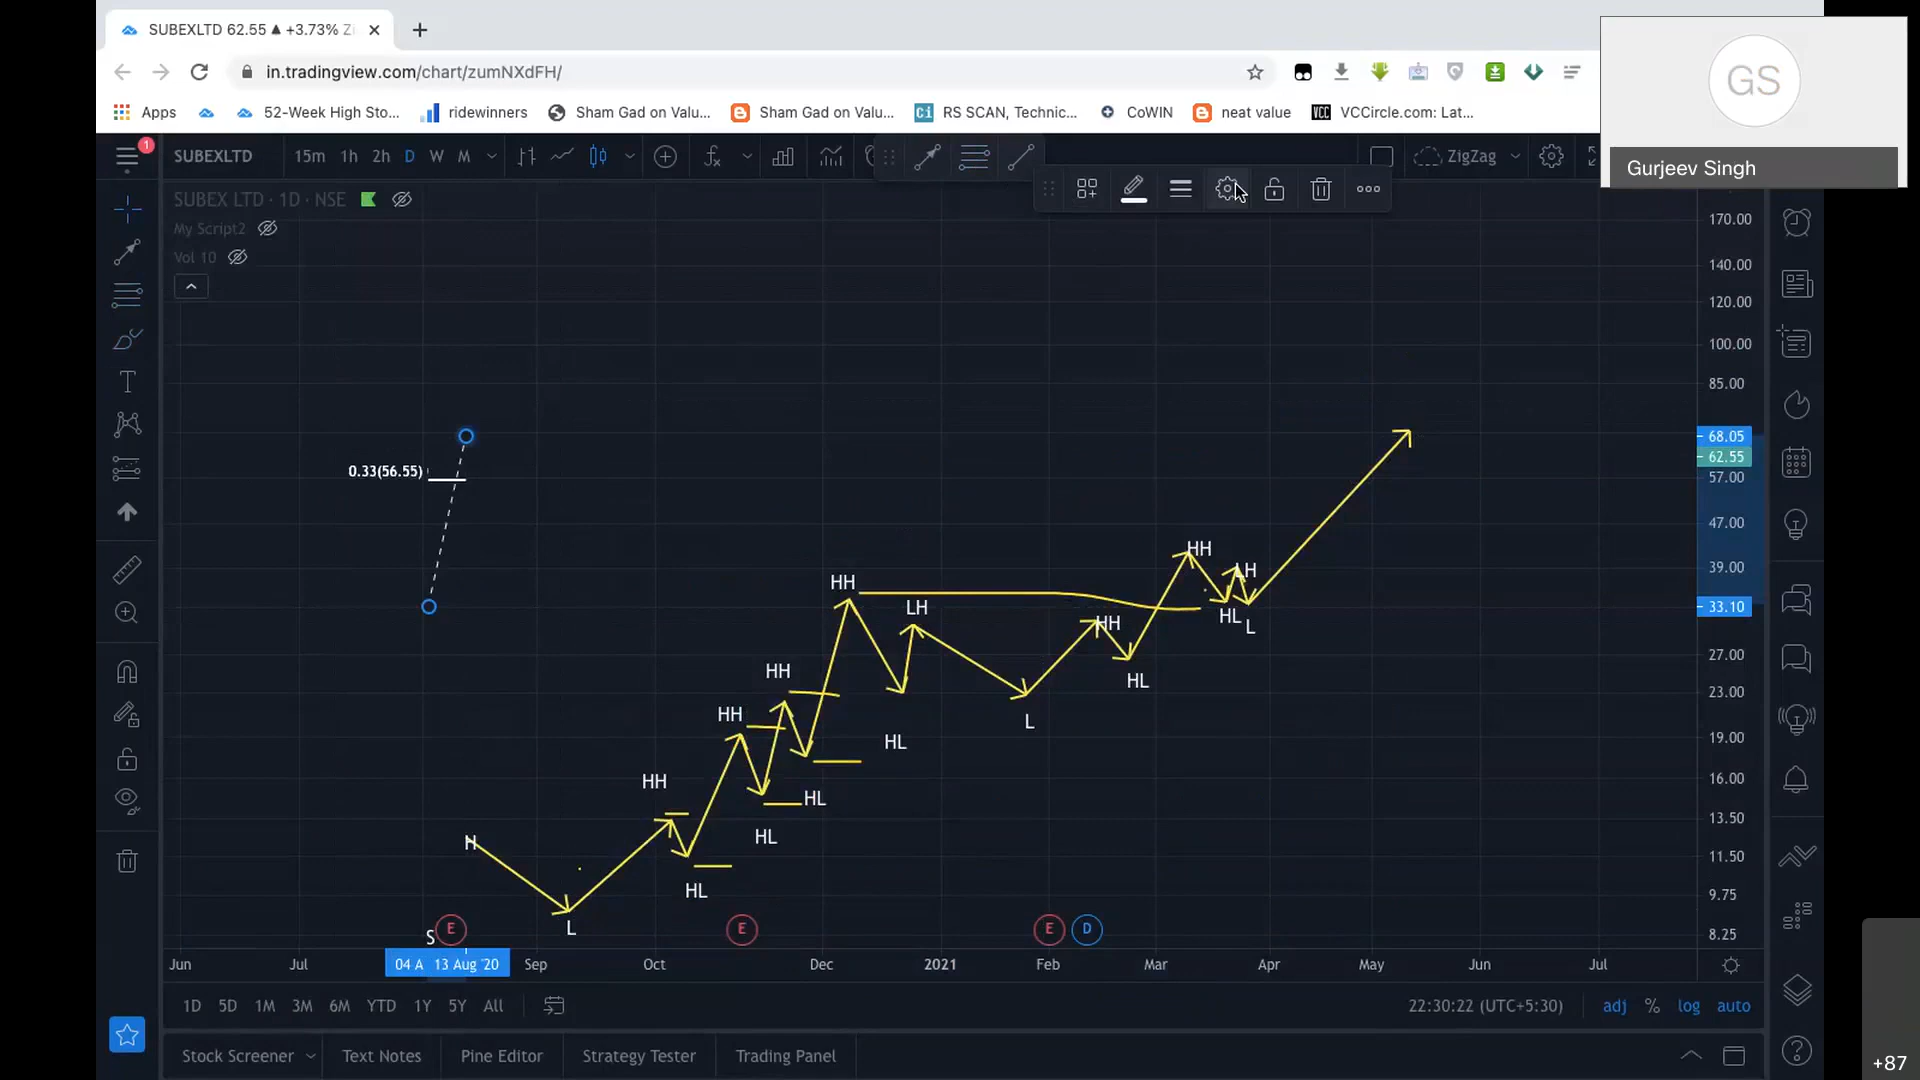 SUBEXLTD 62.55 ▲ +3.73% Zi
in.tradingview.com/chart/zumNXdFH/
GS
Gurjeev Singh
Apps
52-Week High Sto...
ridewinners
Sham Gad on Valu...
Sham Gad on Valu...
Ci RS SCAN, Technic...
CoWIN
neat value
VCC VCCircle.com: Lat...
1
SUBEXLTD
15m 1h 2h D W M
ZigZag
SUBEX LTD · 1D · NSE
My Script2
Vol 10
170.00
140.00
120.00
100.00
85.00
68.05
62.55
57.00
47.00
39.00
33.10
27.00
23.00
19.00
16.00
13.50
11.50
9.75
8.25
0.33(56.55)
HH
LH
HH
HL
L
LH
HH
HH
HL
HH
L
HH
HL
HH
HL
HL
H
HL
L
S E
E
E
D
Jun Jul 04 A 13 Aug '20 Sep Oct Dec 2021 Feb Mar Apr May Jun Jul
1D 5D 1M 3M 6M YTD 1Y 5Y All
22:30:22 (UTC+5:30) adj % log auto
Stock Screener Text Notes Pine Editor Strategy Tester Trading Panel
+87